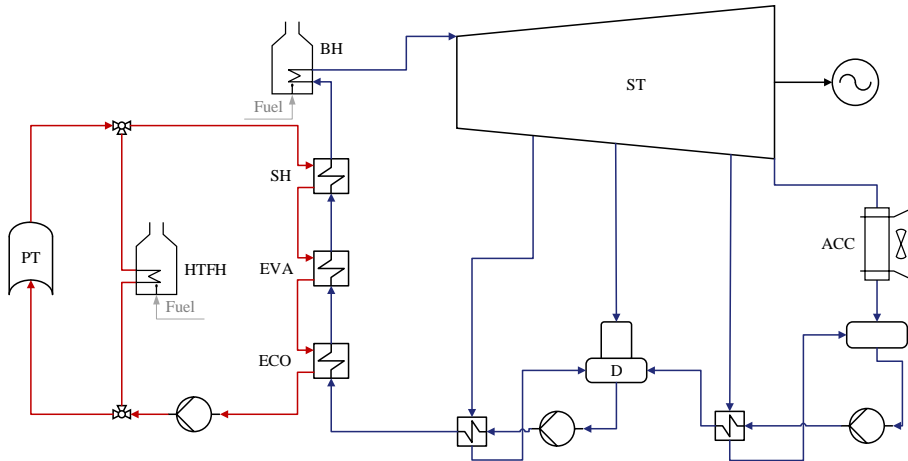 BH
ST
Fuel
SH
ACC
PT
HTFH
EVA
Fuel
ECO
D